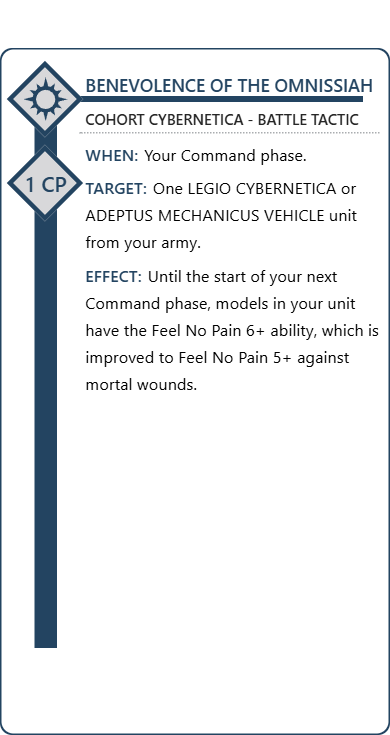 BENEVOLENCE OF THE OMNISSIAH
COHORT CYBERNETICA - BATTLE TACTIC
1 CP
WHEN: Your Command phase.
TARGET: One LEGIO CYBERNETICA or
ADEPTUS MECHANICUS VEHICLE unit
from your army.
EFFECT: Until the start of your next
Command phase, models in your unit
have the Feel No Pain 6+ ability, which is
improved to Feel No Pain 5+ against
mortal wounds.